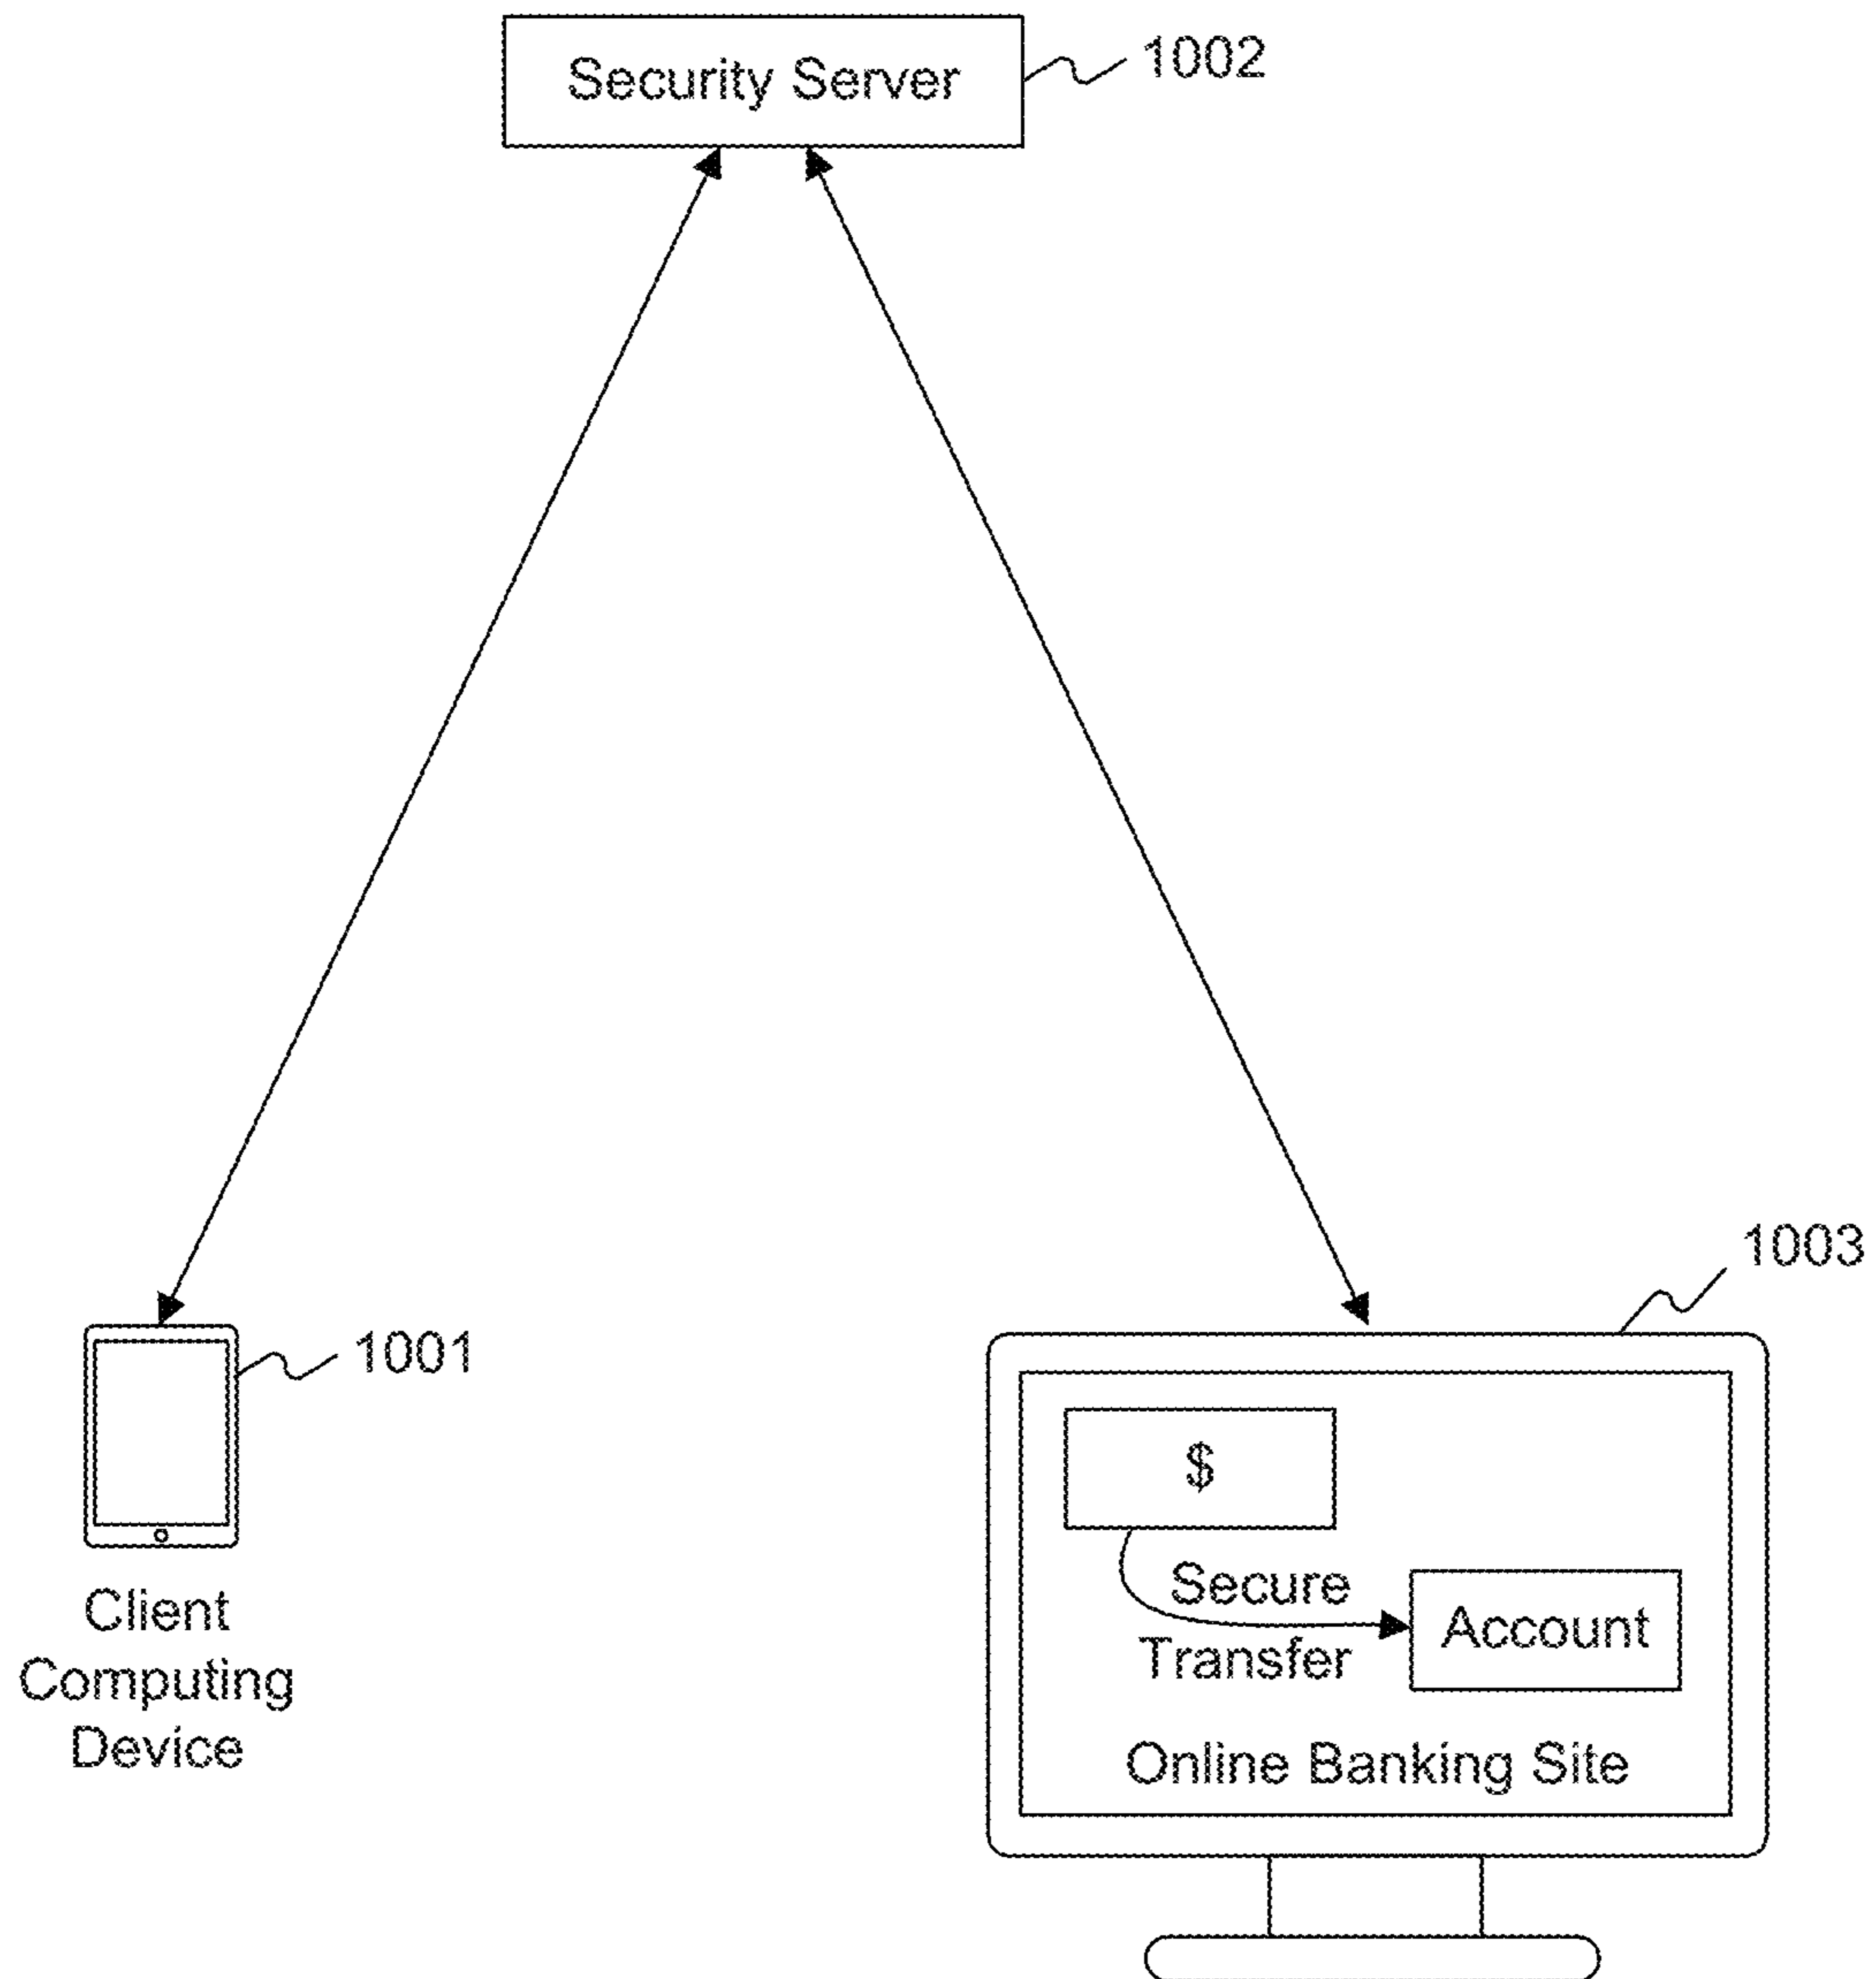 Security Server
1002
1003
1001
Client
Computing
Device
$
Secure
Transfer
Account
Online Banking Site